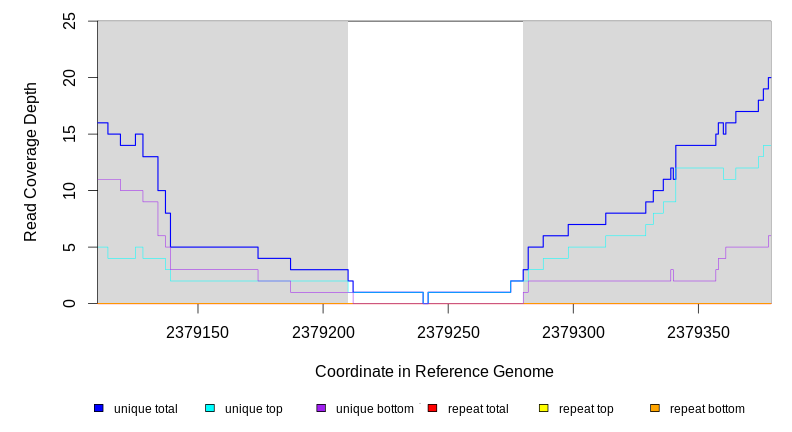 25
20
15
10
5
0
Read Coverage Depth
2379150 2379200 2379250 2379300 2379350
Coordinate in Reference Genome
unique total unique top unique bottom repeat total repeat top repeat bottom